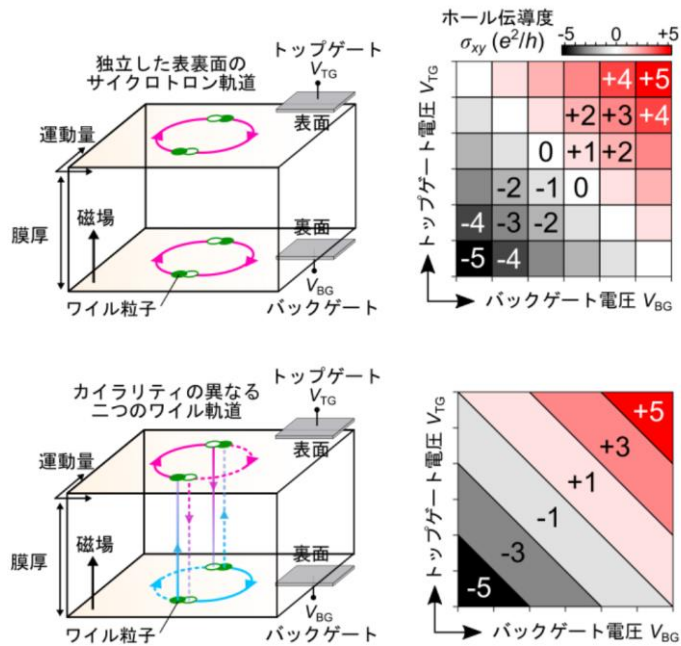 独立した表裏面の
サイクロトロン軌道
トップゲート
V_TG
運動量
表面
膜厚
磁場
裏面
V_BG
ワイル粒子
バックゲート
ホール伝導度
σ_xy (e²/h)
-5
0
+5
トップゲート電圧 V_TG
+4 +5
+2 +3 +4
0 +1 +2
-2 -1 0
-4 -3 -2
-5 -4
バックゲート電圧 V_BG
カイラリティの異なる
二つのワイル軌道
トップゲート
V_TG
運動量
表面
膜厚
磁場
裏面
V_BG
ワイル粒子
バックゲート
トップゲート電圧 V_TG
+5
+3
+1
-1
-3
-5
バックゲート電圧 V_BG